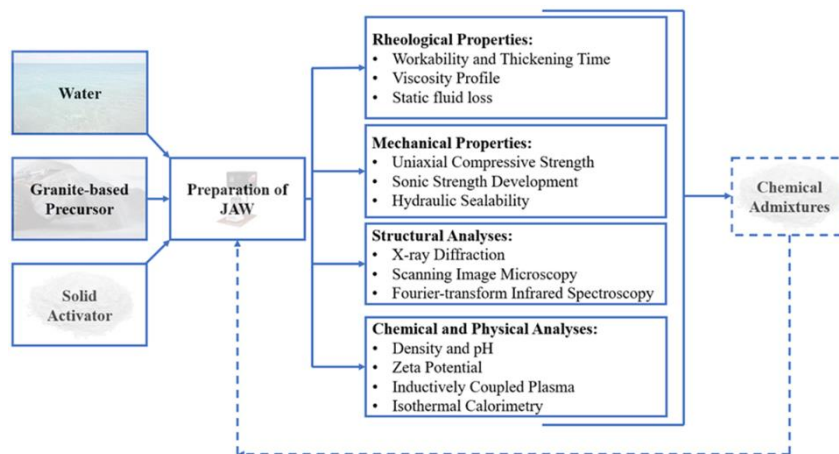 Water
Granite-based
Precursor
Solid
Activator
Preparation of
JAW
Rheological Properties:
• Workability and Thickening Time
• Viscosity Profile
• Static fluid loss
Mechanical Properties:
• Uniaxial Compressive Strength
• Sonic Strength Development
• Hydraulic Sealability
Structural Analyses:
• X-ray Diffraction
• Scanning Image Microscopy
• Fourier-transform Infrared Spectroscopy
Chemical and Physical Analyses:
• Density and pH
• Zeta Potential
• Inductively Coupled Plasma
• Isothermal Calorimetry
Chemical
Admixtures